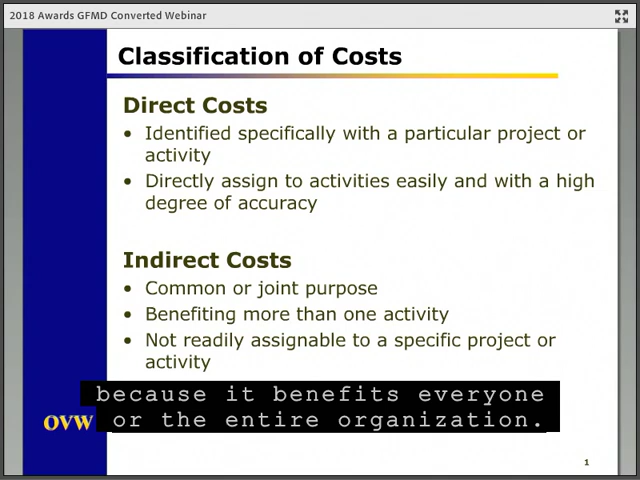 2018 Awards GFMD Converted Webinar
Classification of Costs
Direct Costs
• Identified specifically with a particular project or
activity
• Directly assign to activities easily and with a high
degree of accuracy
Indirect Costs
• Common or joint purpose
• Benefiting more than one activity
• Not readily assignable to a specific project or
activity
because it benefits everyone
or the entire organization.
OVW
1